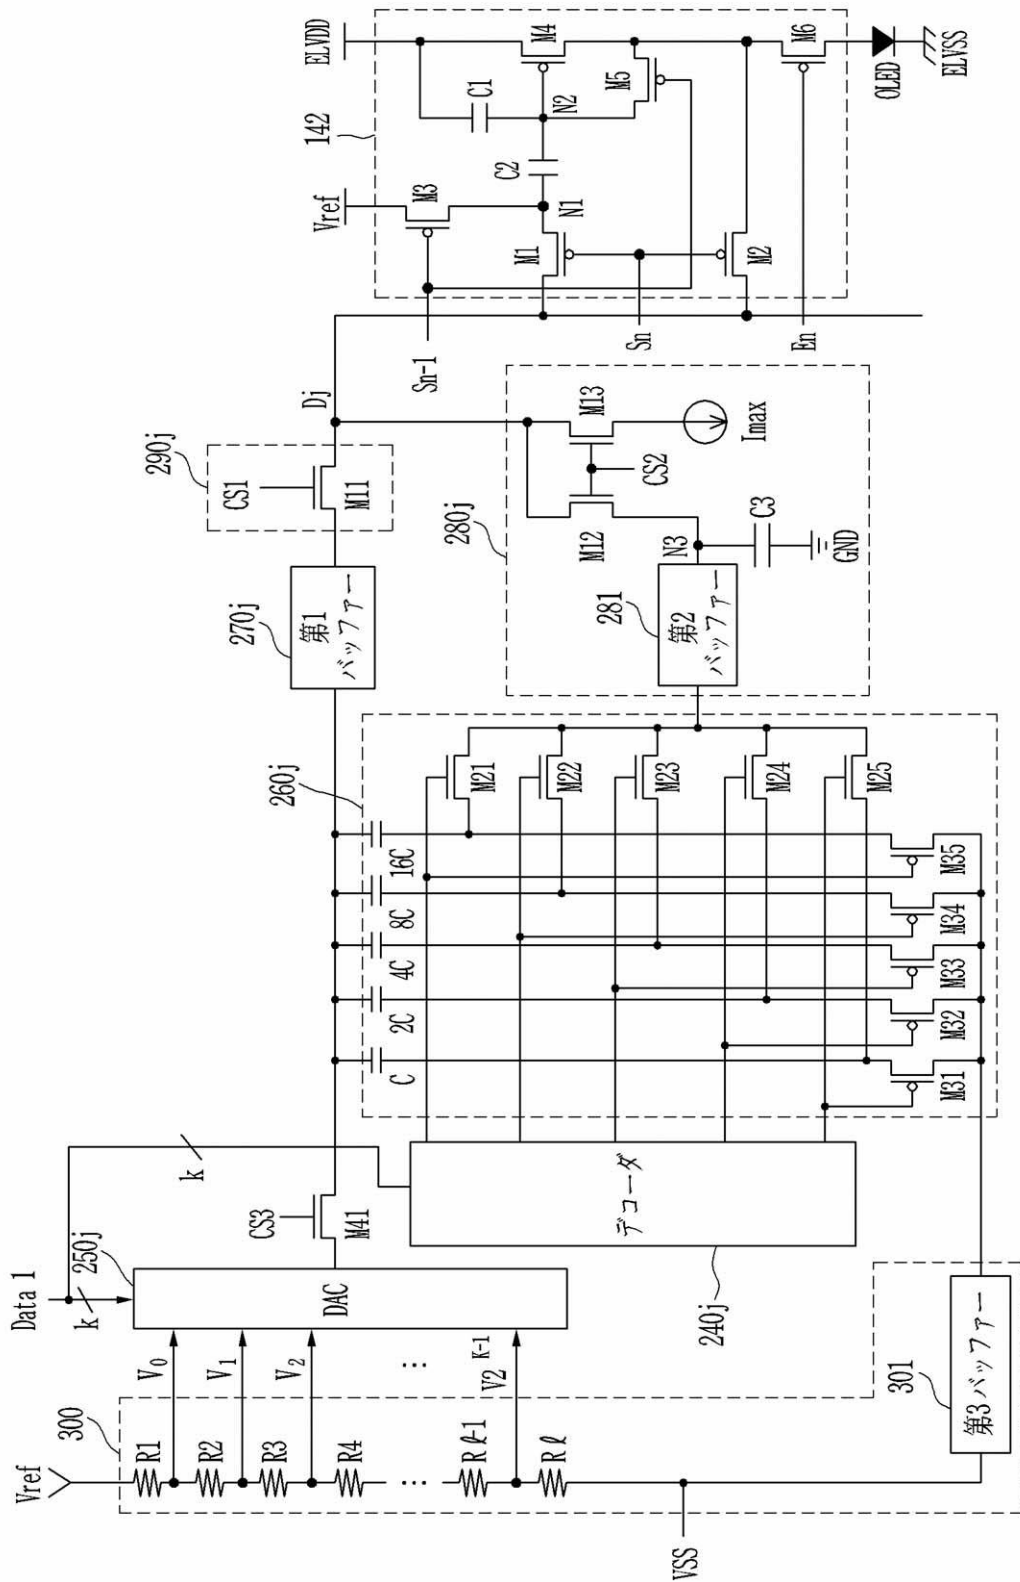 Vref
300
R1
R2
R3
R4
...
Rℓ-1
Rℓ
VSS
V0
V1
V2
...
V2K-1
Data 1
k
250j
DAC
k
CS3
M41
デコーダ
240j
301
第3 バッファー
260j
C
2C
4C
8C
16C
M21
M22
M23
M24
M25
M31
M32
M33
M34
M35
270j
第1
バッファー
290j
CS1
M11
Dj
280j
281
第2
バッファー
N3
C3
GND
M12
M13
CS2
Imax
Sn-1
Sn
En
142
Vref
M3
M1
N1
C2
C1
N2
M4
M5
M2
M6
ELVDD
OLED
ELVSS